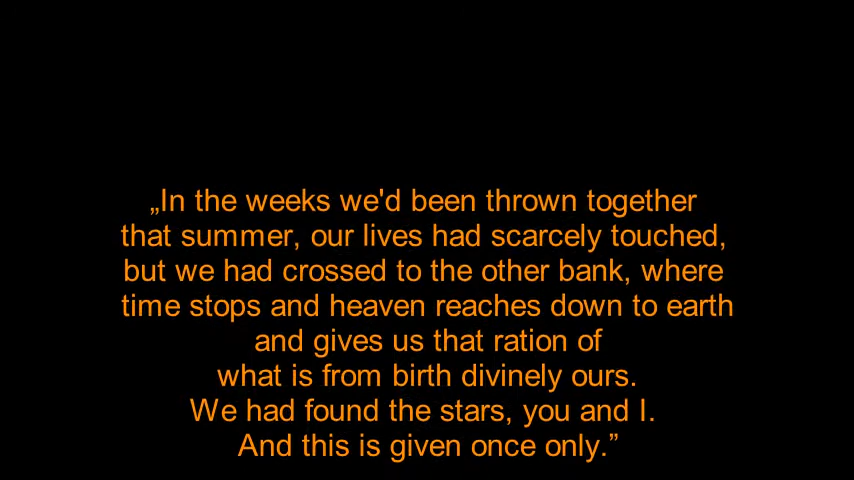 „In the weeks we'd been thrown together
that summer, our lives had scarcely touched,
but we had crossed to the other bank, where
time stops and heaven reaches down to earth
and gives us that ration of
what is from birth divinely ours.
We had found the stars, you and I.
And this is given once only.”